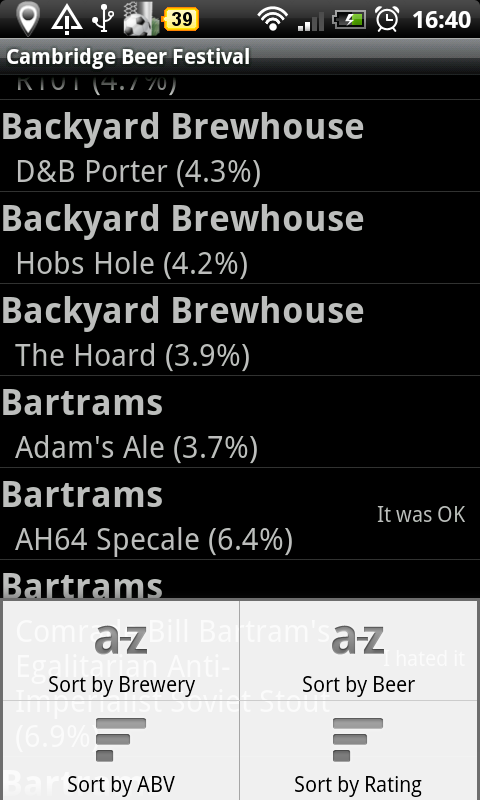 39 16:40
Cambridge Beer Festival
R101 (4.7%)
Backyard Brewhouse
D&B Porter (4.3%)
Backyard Brewhouse
Hobs Hole (4.2%)
Backyard Brewhouse
The Hoard (3.9%)
Bartrams
Adam's Ale (3.7%)
Bartrams
It was OK
AH64 Specale (6.4%)
Bartrams
Comrade Bill Bartram's
Egalitarian Anti-
I hated it
Imperialist Soviet Stout
(6.9%)
Bartrams
a-z a-z
Sort by Brewery Sort by Beer
Sort by ABV Sort by Rating